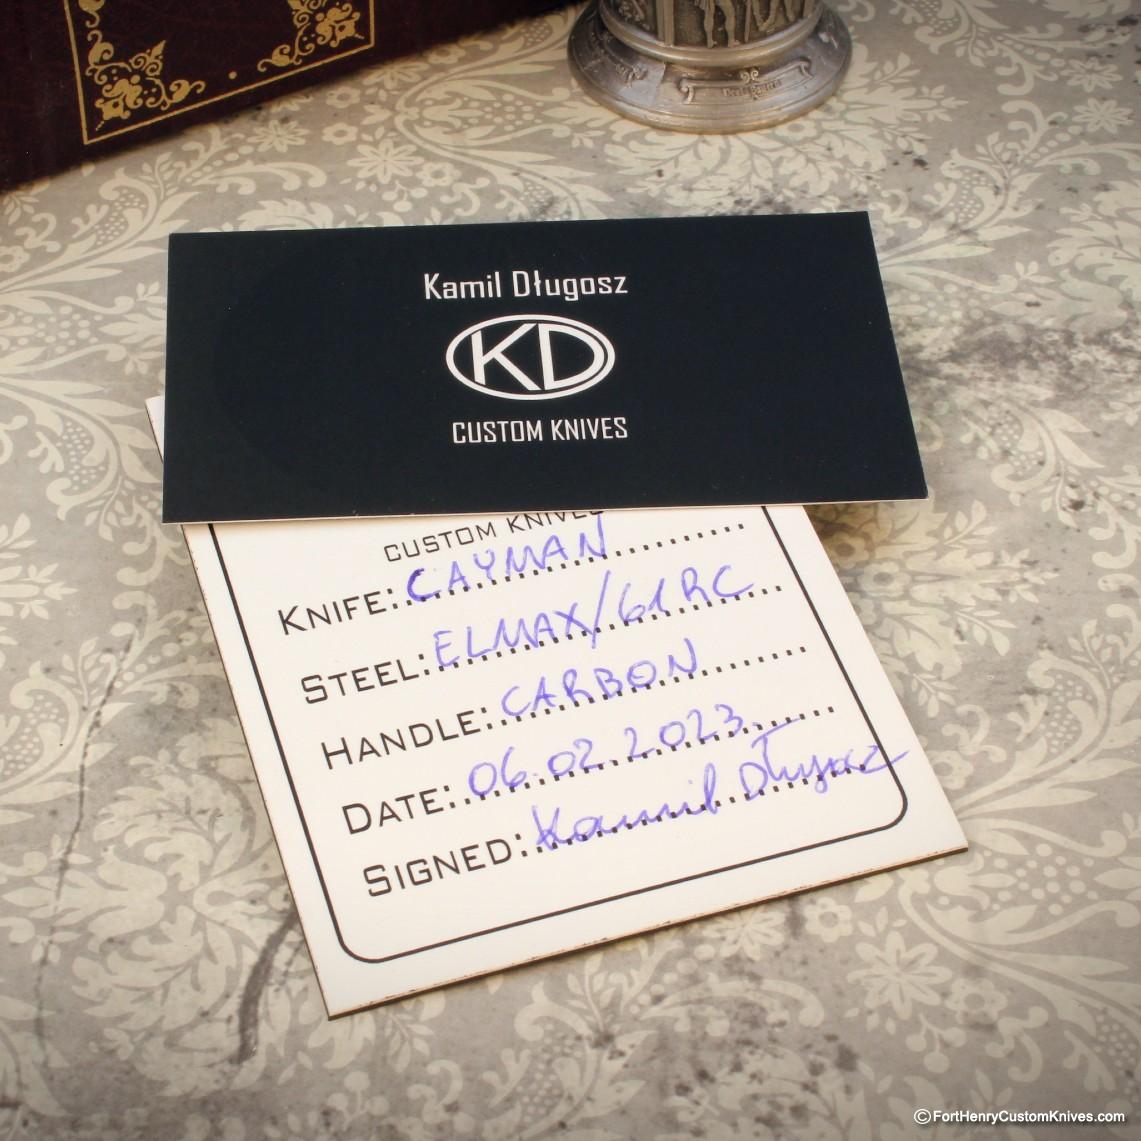 Kamil Długosz
KD
CUSTOM KNIVES
CUSTOM KNIVES
KNIFE: CAYMAN
STEEL: ELMAX/61RC
HANDLE: CARBON
DATE: 06.02.2023.
SIGNED: Kamil Długosz
©FortHenryCustomKnives.com